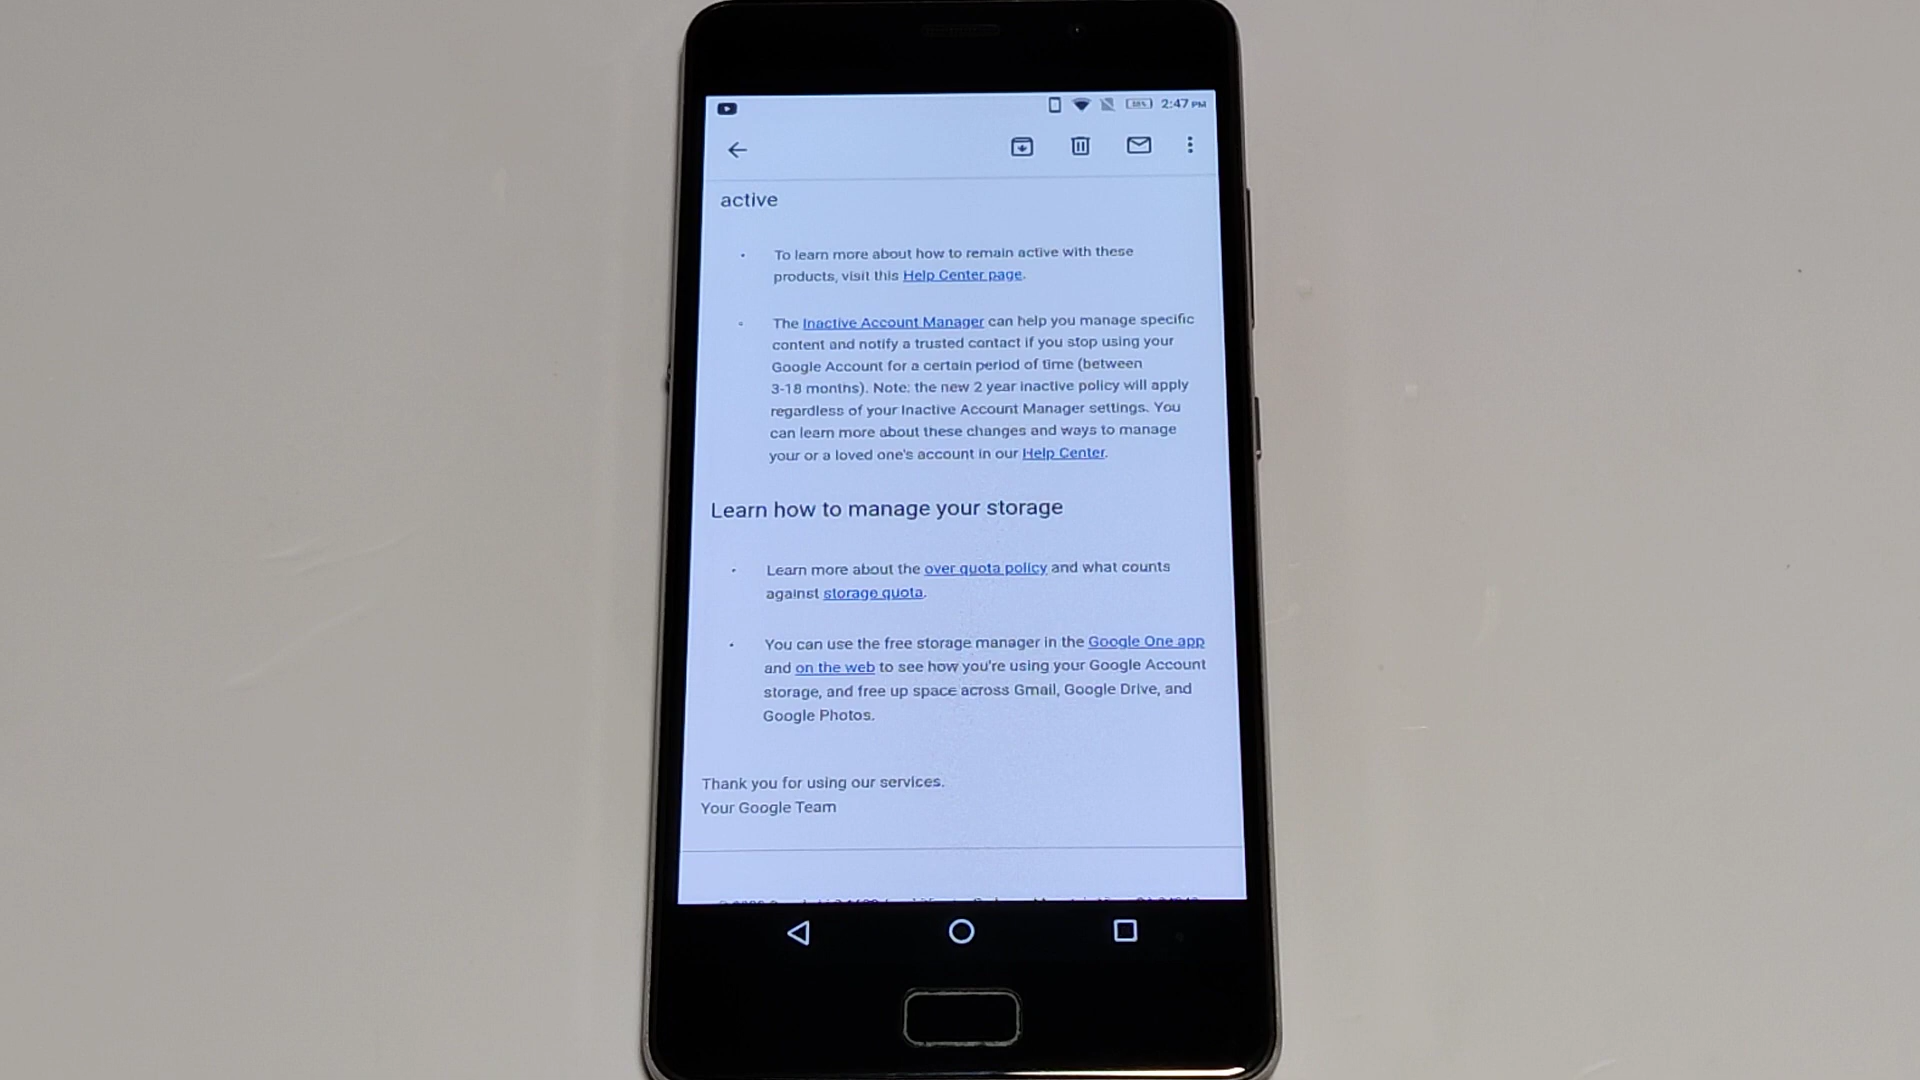 2:47 PM
active
To learn more about how to remain active with these
products, visit this Help Center page.
The Inactive Account Manager can help you manage specific
content and notify a trusted contact if you stop using your
Google Account for a certain period of time (between
3-18 months). Note: the new 2 year inactive policy will apply
regardless of your Inactive Account Manager settings. You
can learn more about these changes and ways to manage
your or a loved one's account in our Help Center.
Learn how to manage your storage
Learn more about the over quota policy and what counts
against storage quota.
You can use the free storage manager in the Google One app
and on the web to see how you're using your Google Account
storage, and free up space across Gmail, Google Drive, and
Google Photos.
Thank you for using our services.
Your Google Team